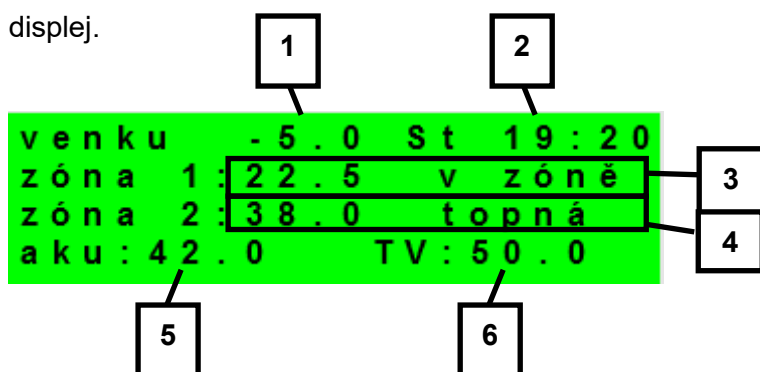 displej.
1 2
venku -5.0 St 19:20
zóna 1:22.5 v zóně
3
zóna 2:38.0 topná
4
aku:42.0 TV:50.0
5 6